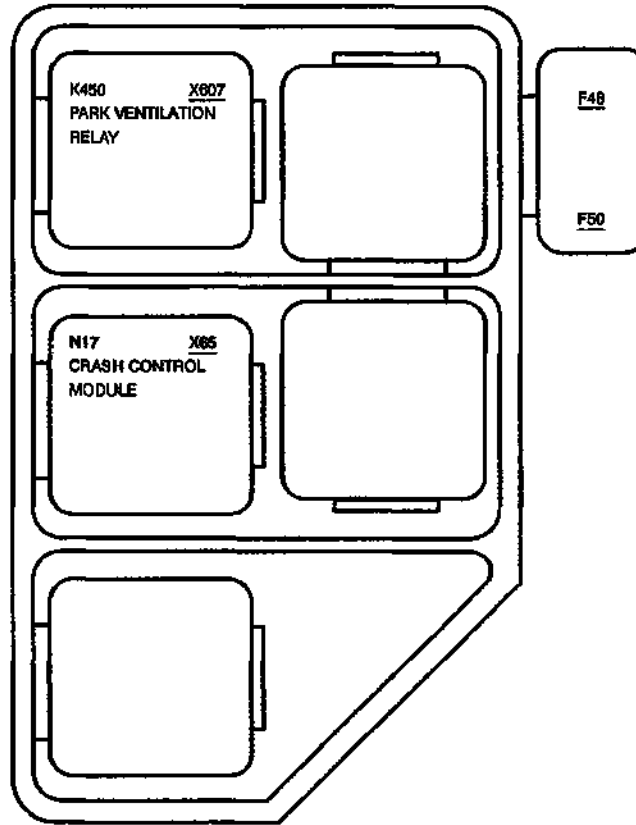 K450 X607
PARK VENTILATION
RELAY
F48
F50
N17 X65
CRASH CONTROL
MODULE